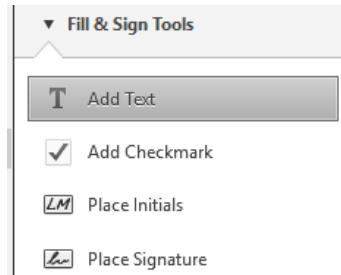 Fill & Sign Tools
T Add Text
Add Checkmark
LM Place Initials
Place Signature